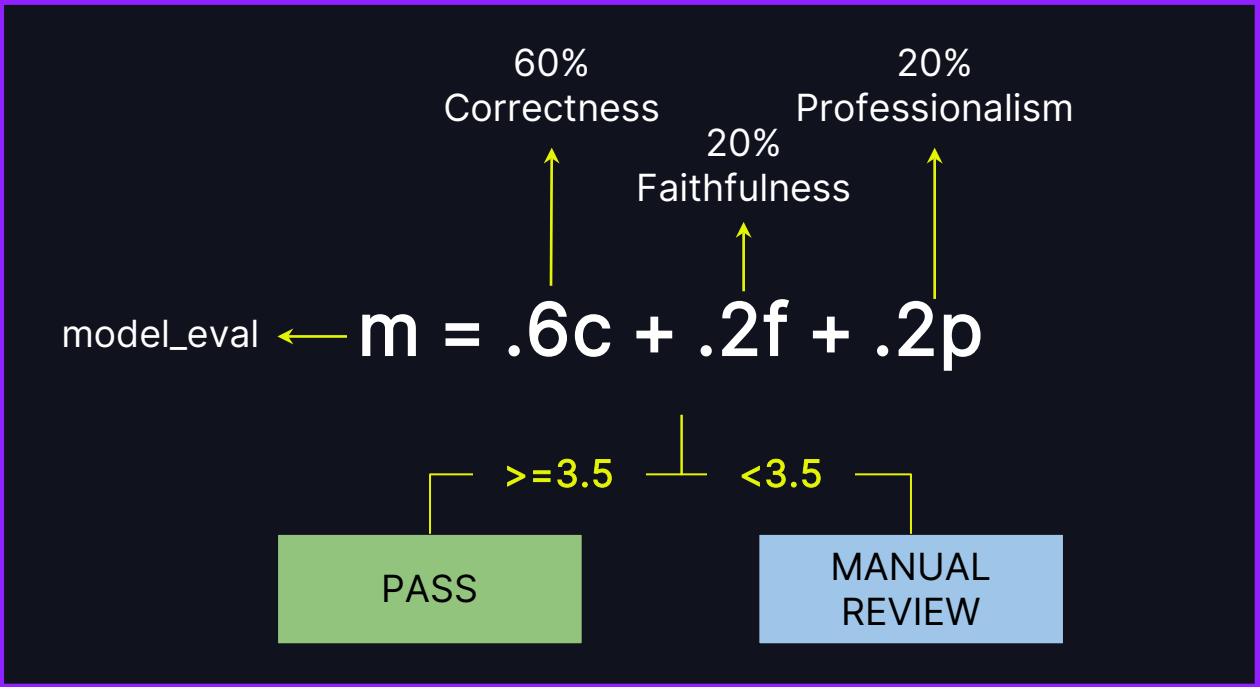 60%
Correctness
20%
Professionalism
20%
Faithfulness
model_eval
m = .6c + .2f + .2p
>=3.5
<3.5
PASS
MANUAL
REVIEW